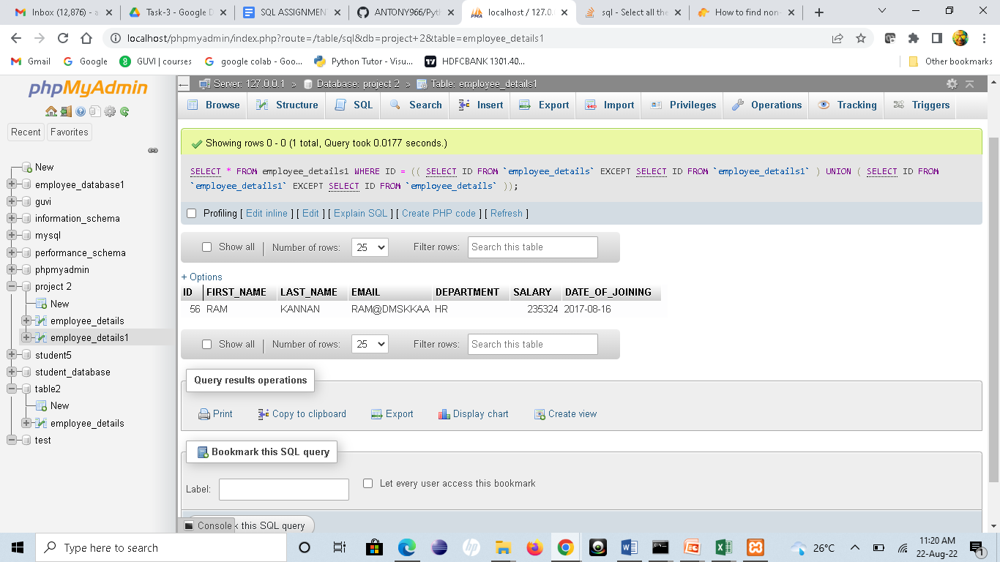 Inbox (12,876) - a
Task-3 - Google D
SQL ASSIGNMENT
ANTONY966/Pyth
localhost / 127.0.
sql - Select all the
How to find non-
localhost/phpmyadmin/index.php?route=/table/sql&db=project+2&table=employee_details1
Gmail
Google
GUVI | courses
google colab - Goo...
Python Tutor - Visu...
HDFCBANK 1301.40...
Other bookmarks
phpMyAdmin
Recent
Favorites
New
employee_database1
guvi
information_schema
mysql
performance_schema
phpmyadmin
project 2
New
employee_details
employee_details1
student5
student_database
table2
New
employee_details
test
Server: 127.0.0.1 » Database: project 2 » Table: employee_details1
Browse
Structure
SQL
Search
Insert
Export
Import
Privileges
Operations
Tracking
Triggers
Showing rows 0 - 0 (1 total, Query took 0.0177 seconds.)
SELECT * FROM employee_details1 WHERE ID = (( SELECT ID FROM `employee_details` EXCEPT SELECT ID FROM `employee_details1` ) UNION ( SELECT ID FROM
`employee_details1` EXCEPT SELECT ID FROM `employee_details` ));
Profiling [ Edit inline ] [ Edit ] [ Explain SQL ] [ Create PHP code ] [ Refresh ]
Show all | Number of rows: 25 Filter rows: Search this table
+ Options
ID FIRST_NAME LAST_NAME EMAIL DEPARTMENT SALARY DATE_OF_JOINING
56 RAM KANNAN RAM@DMSKKAA HR 235324 2017-08-16
Show all | Number of rows: 25 Filter rows: Search this table
Query results operations
Print
Copy to clipboard
Export
Display chart
Create view
Bookmark this SQL query
Label:
Let every user access this bookmark
Console
k this SQL query
Type here to search
26°C
11:20 AM
22-Aug-22
1